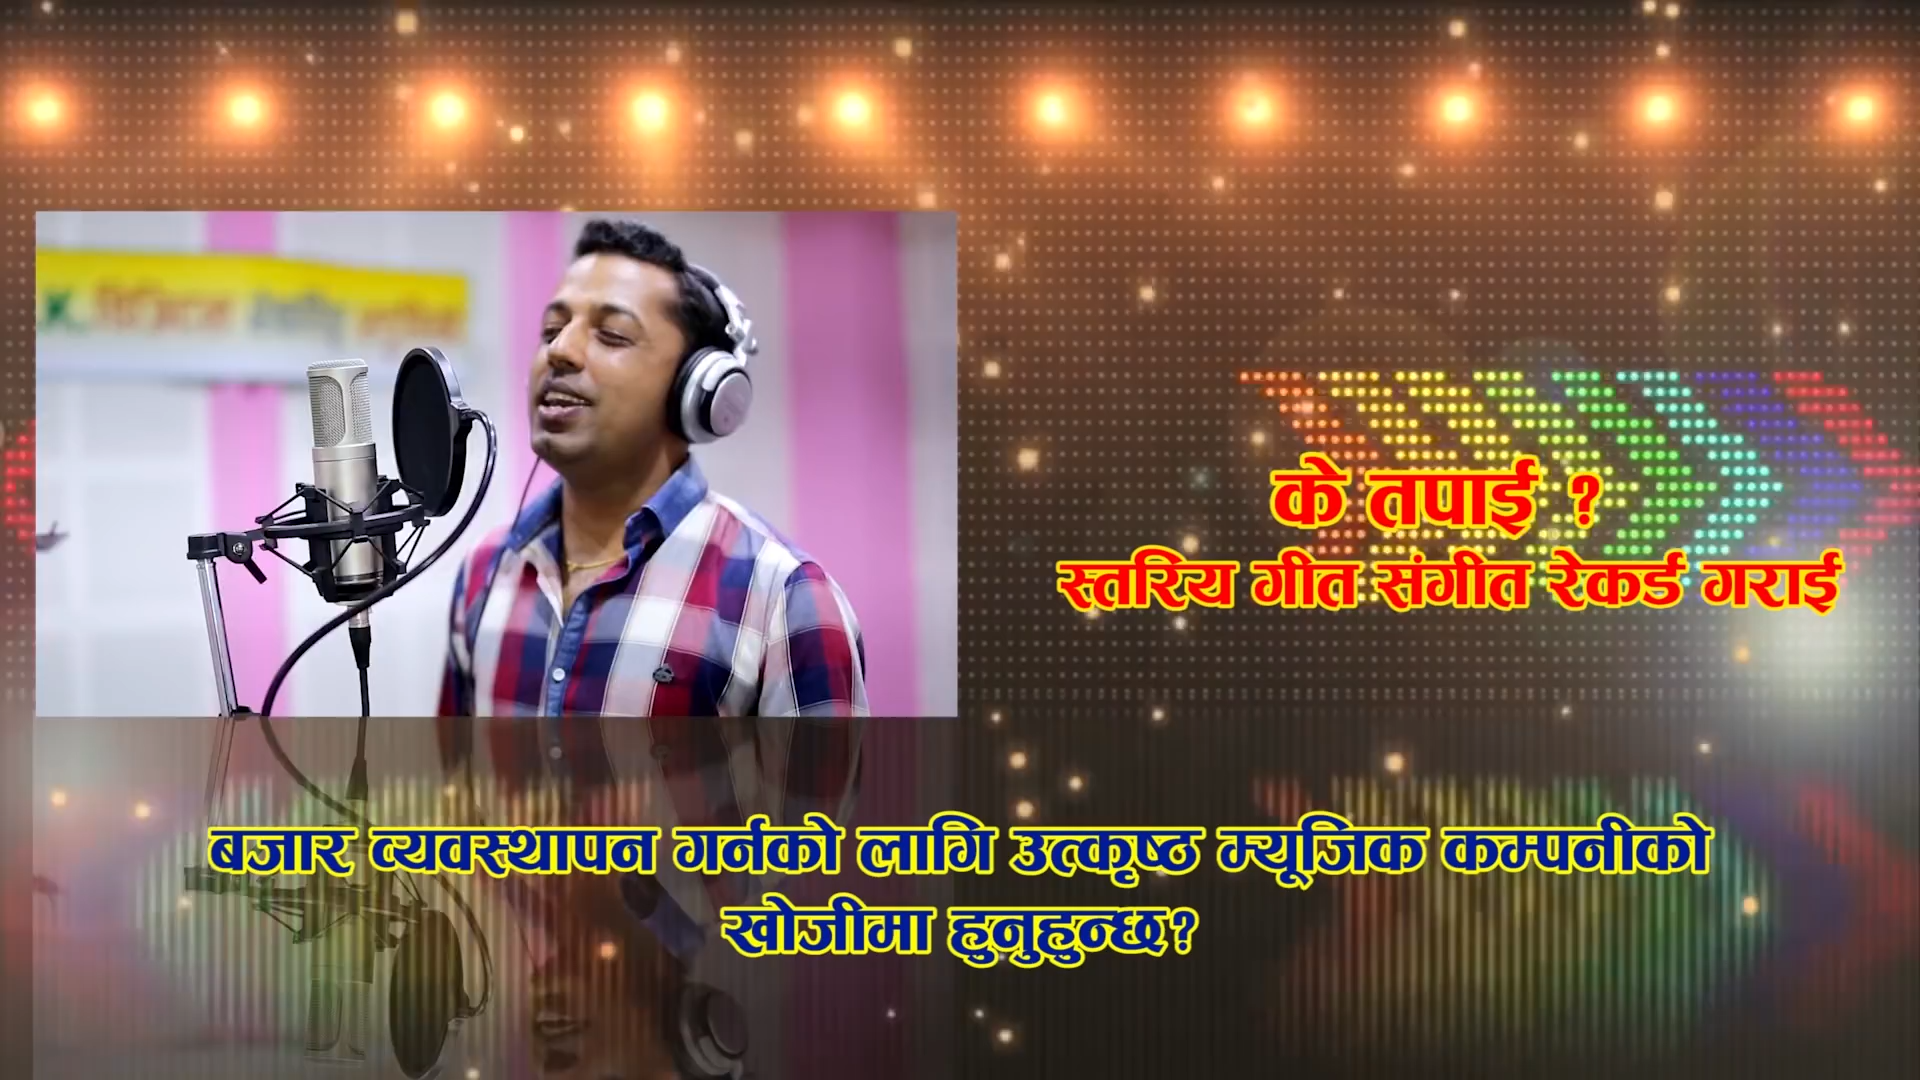 के तपाई ?
स्तरिय गीत संगीत रेकर्ड गराई
बजार व्यवस्थापन गर्नको लागि उत्कृष्ठ म्यूजिक कम्पनीको
खोजीमा हुनुहुन्छ?